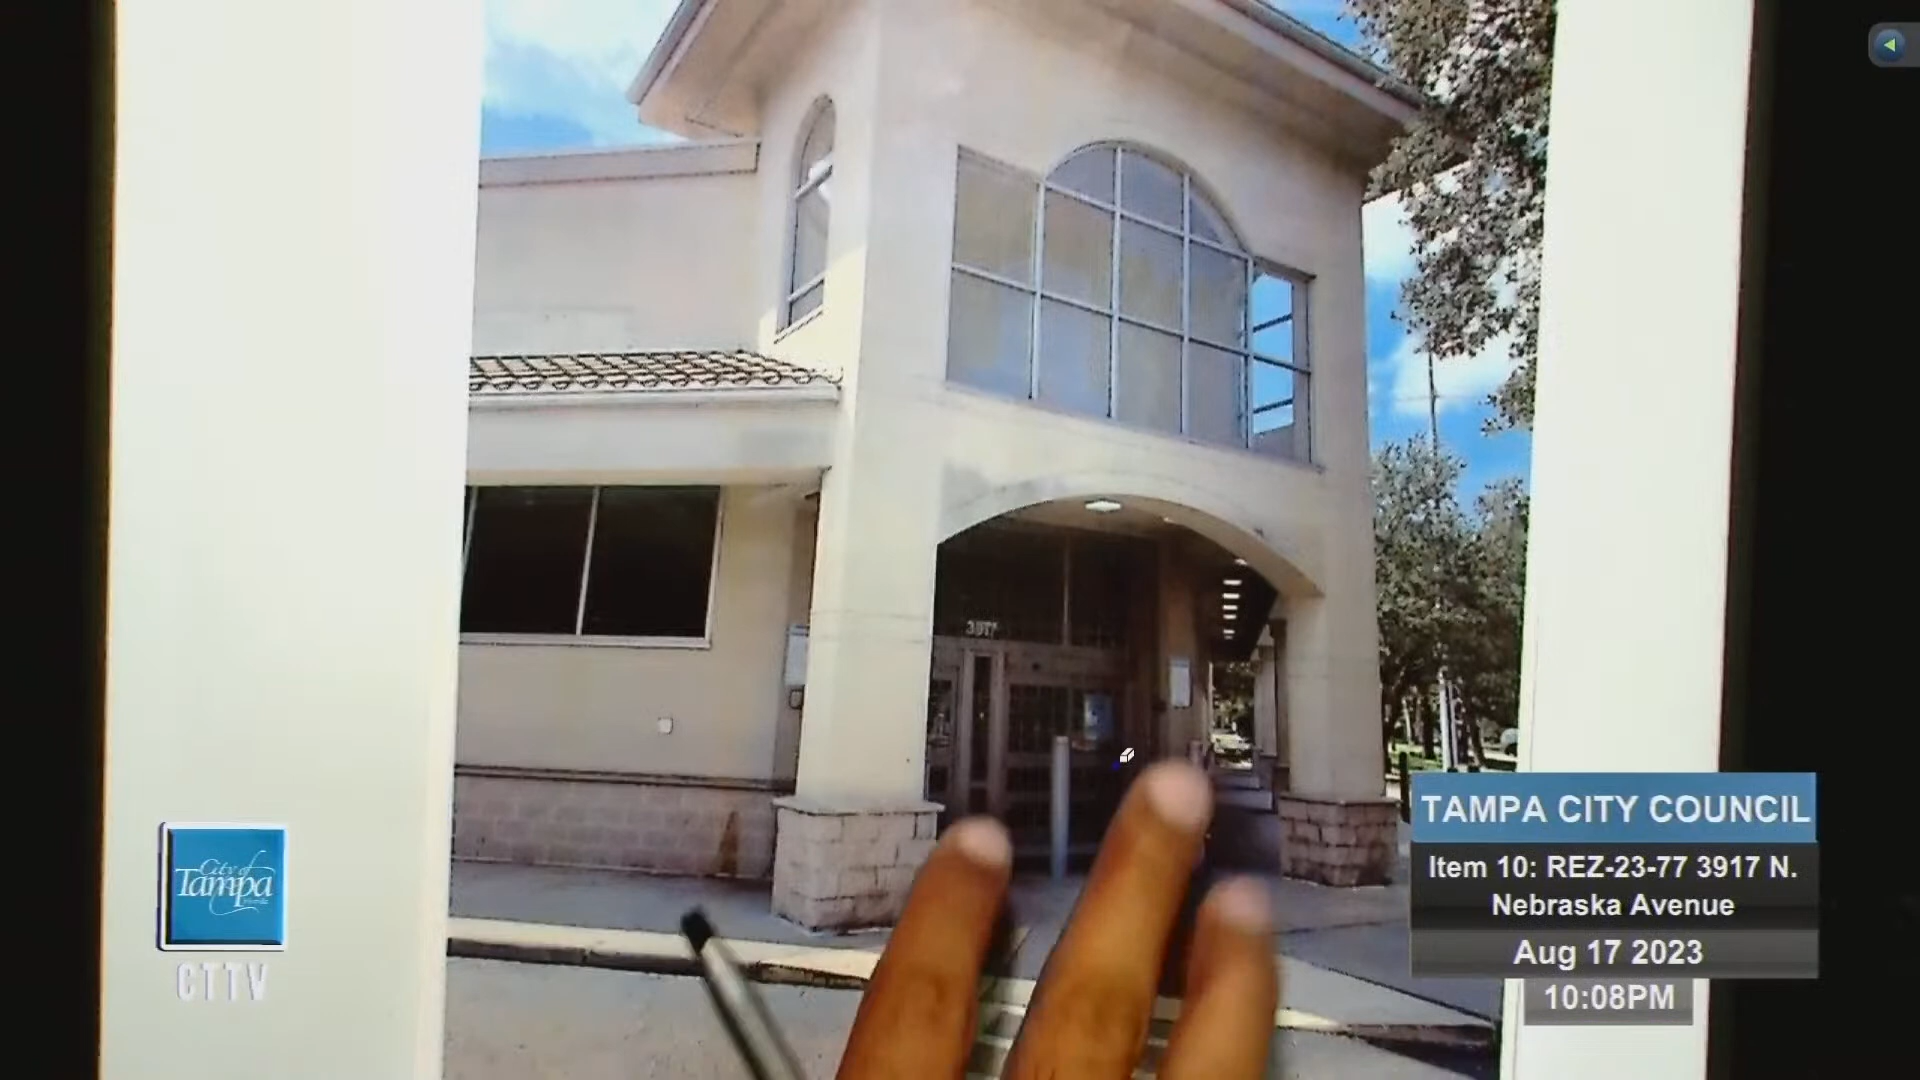 3917
TAMPA CITY COUNCIL
Item 10: REZ-23-77 3917 N.
Nebraska Avenue
Aug 17 2023
10:08PM
City of
Tampa
CTTV